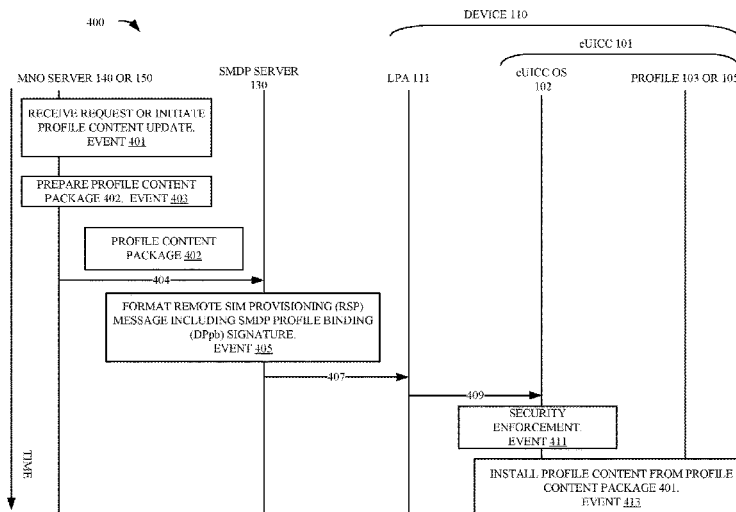 400
DEVICE 110
eUICC 101
MNO SERVER 140 OR 150
SMDP SERVER
130
LPA 111
eUICC OS
102
PROFILE 103 OR 105
RECEIVE REQUEST OR INITIATE
PROFILE CONTENT UPDATE.
EVENT 401
PREPARE PROFILE CONTENT
PACKAGE 402. EVENT 403
PROFILE CONTENT
PACKAGE 402
404
FORMAT REMOTE SIM PROVISIONING (RSP)
MESSAGE INCLUDING SMDP PROFILE BINDING
(DPpb) SIGNATURE.
EVENT 405
407
409
SECURITY
ENFORCEMENT.
EVENT 411
INSTALL PROFILE CONTENT FROM PROFILE
CONTENT PACKAGE 401.
EVENT 413
TIME